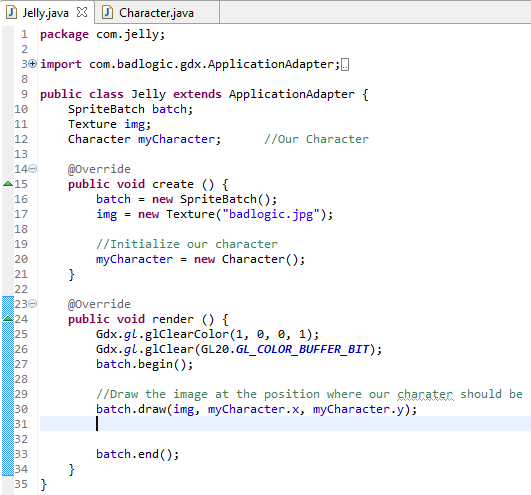 Jelly.java Character.java
1 package com.jelly;
2
3 import com.badlogic.gdx.ApplicationAdapter;
8
9 public class Jelly extends ApplicationAdapter {
10     SpriteBatch batch;
11     Texture img;
12     Character myCharacter;      //Our Character
13
14     @Override
15     public void create () {
16         batch = new SpriteBatch();
17         img = new Texture("badlogic.jpg");
18
19         //Initialize our character
20         myCharacter = new Character();
21     }
22
23     @Override
24     public void render () {
25         Gdx.gl.glClearColor(1, 0, 0, 1);
26         Gdx.gl.glClear(GL20.GL_COLOR_BUFFER_BIT);
27         batch.begin();
28
29         //Draw the image at the position where our charater should be
30         batch.draw(img, myCharacter.x, myCharacter.y);
31
32
33         batch.end();
34     }
35 }